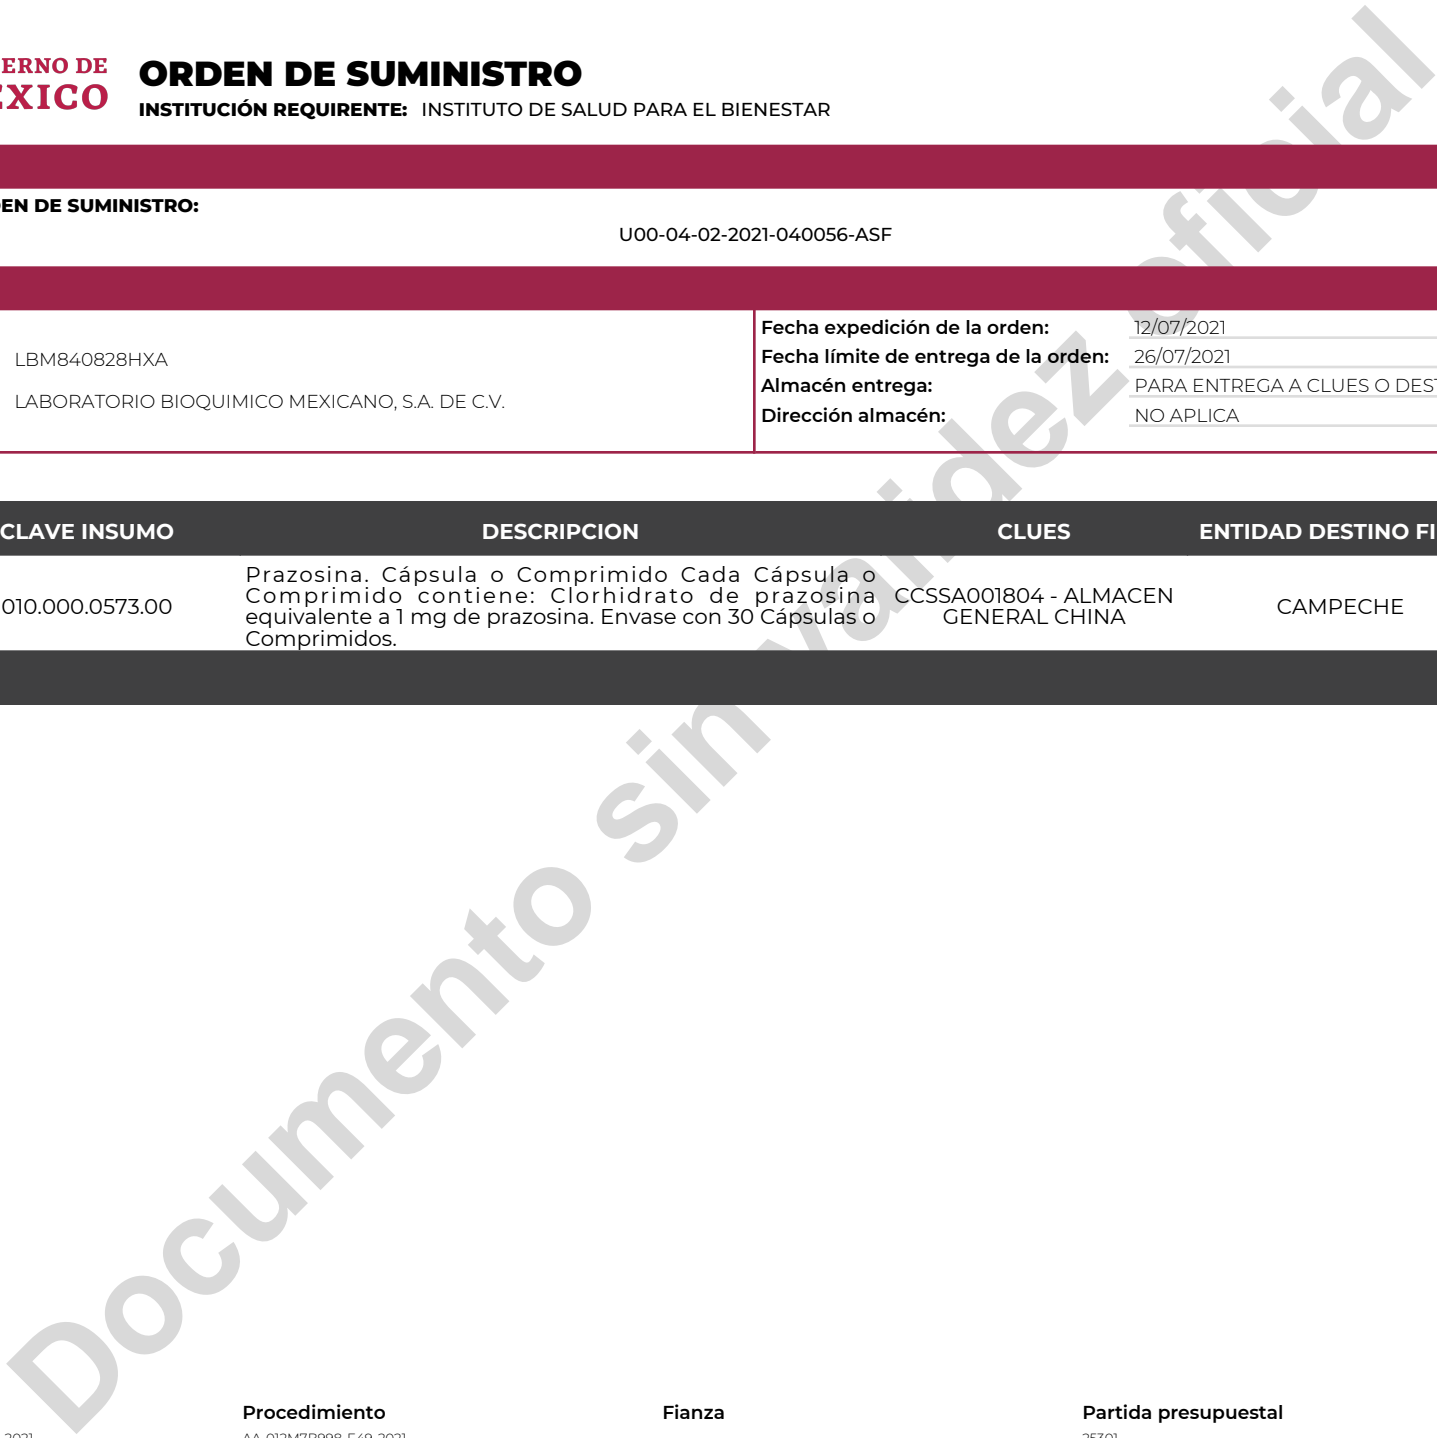 ERNO DE
ORDEN DE SUMINISTRO
INSTITUCIÓN REQUIRENTE: INSTITUTO DE SALUD PARA EL BIENESTAR
EN DE SUMINISTRO:
U00-04-02-2021-040056-ASF
LBM840828HXA
LABORATORIO BIOQUIMICO MEXICANO, S.A. DE C.V.
Fecha expedición de la orden: 12/07/2021
Fecha límite de entrega de la orden: 26/07/2021
Almacén entrega: PARA ENTREGA A CLUES O DEST
Dirección almacén: NO APLICA
CLAVE INSUMO DESCRIPCION CLUES ENTIDAD DESTINO FI
010.000.0573.00
Prazosina. Cápsula o Comprimido Cada Cápsula o
Comprimido contiene: Clorhidrato de prazosina
equivalente a 1 mg de prazosina. Envase con 30 Cápsulas o
Comprimidos.
CCSSA001804 - ALMACEN
GENERAL CHINA
CAMPECHE
Documento sin validez oficial
Procedimiento Fianza Partida presupuestal